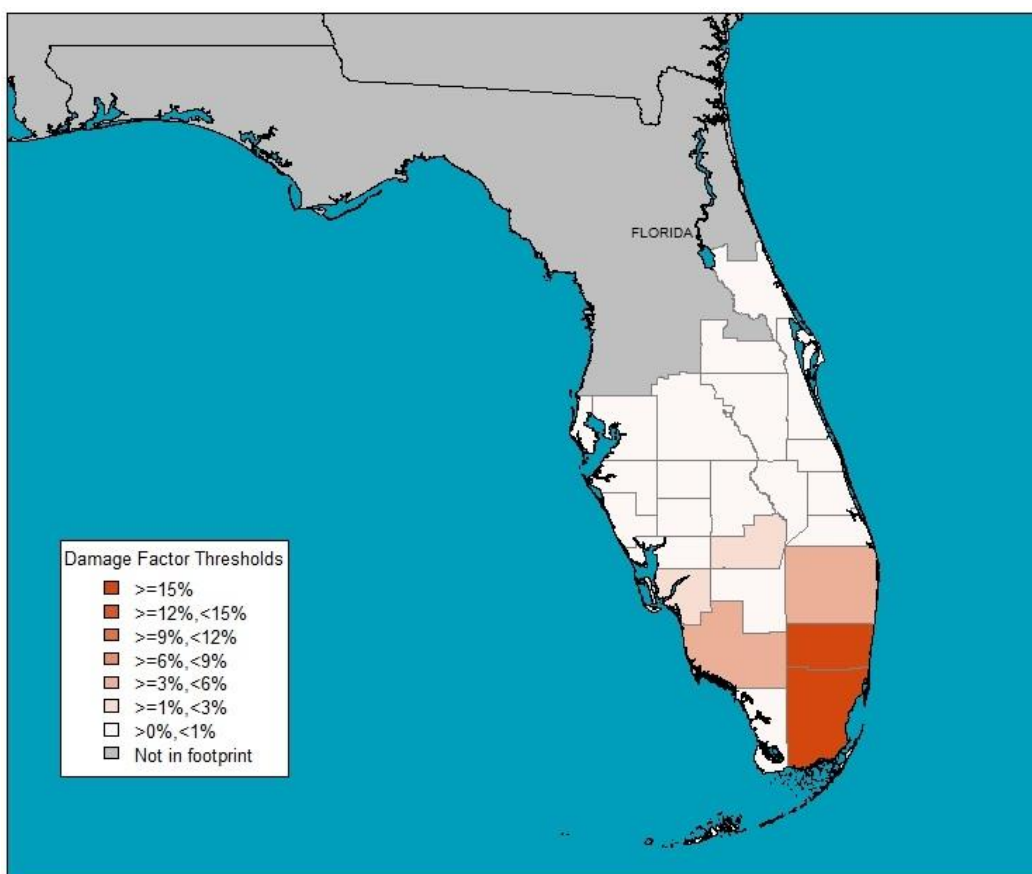 FLORIDA
Damage Factor Thresholds
>=15%
>=12%,<15%
>=9%,<12%
>=6%,<9%
>=3%,<6%
>=1%,<3%
>0%,<1%
Not in footprint